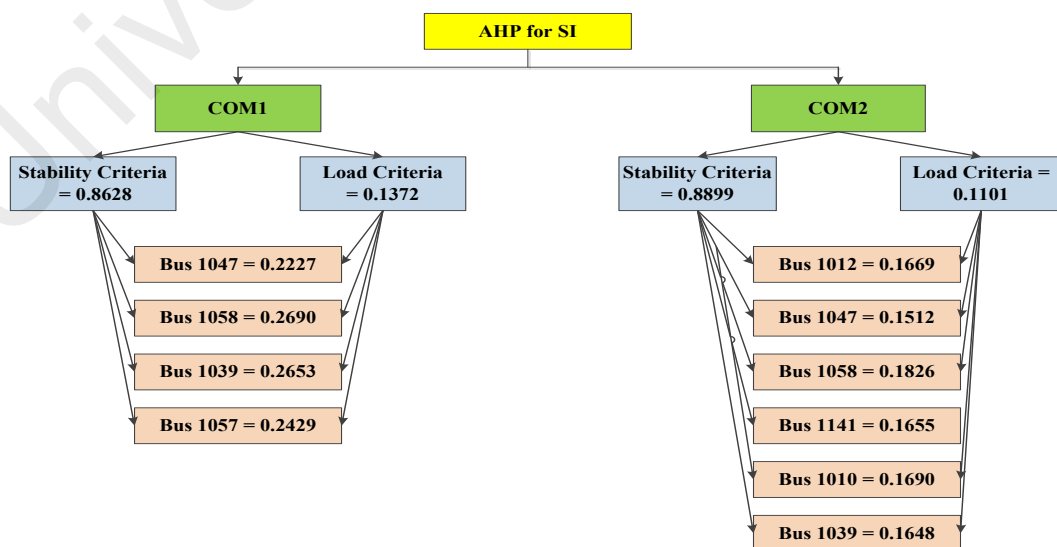 AHP for SI
COM1
COM2
Stability Criteria
= 0.8628
Load Criteria
= 0.1372
Stability Criteria
= 0.8899
Load Criteria =
0.1101
Bus 1047 = 0.2227
Bus 1058 = 0.2690
Bus 1039 = 0.2653
Bus 1057 = 0.2429
Bus 1012 = 0.1669
Bus 1047 = 0.1512
Bus 1058 = 0.1826
Bus 1141 = 0.1655
Bus 1010 = 0.1690
Bus 1039 = 0.1648